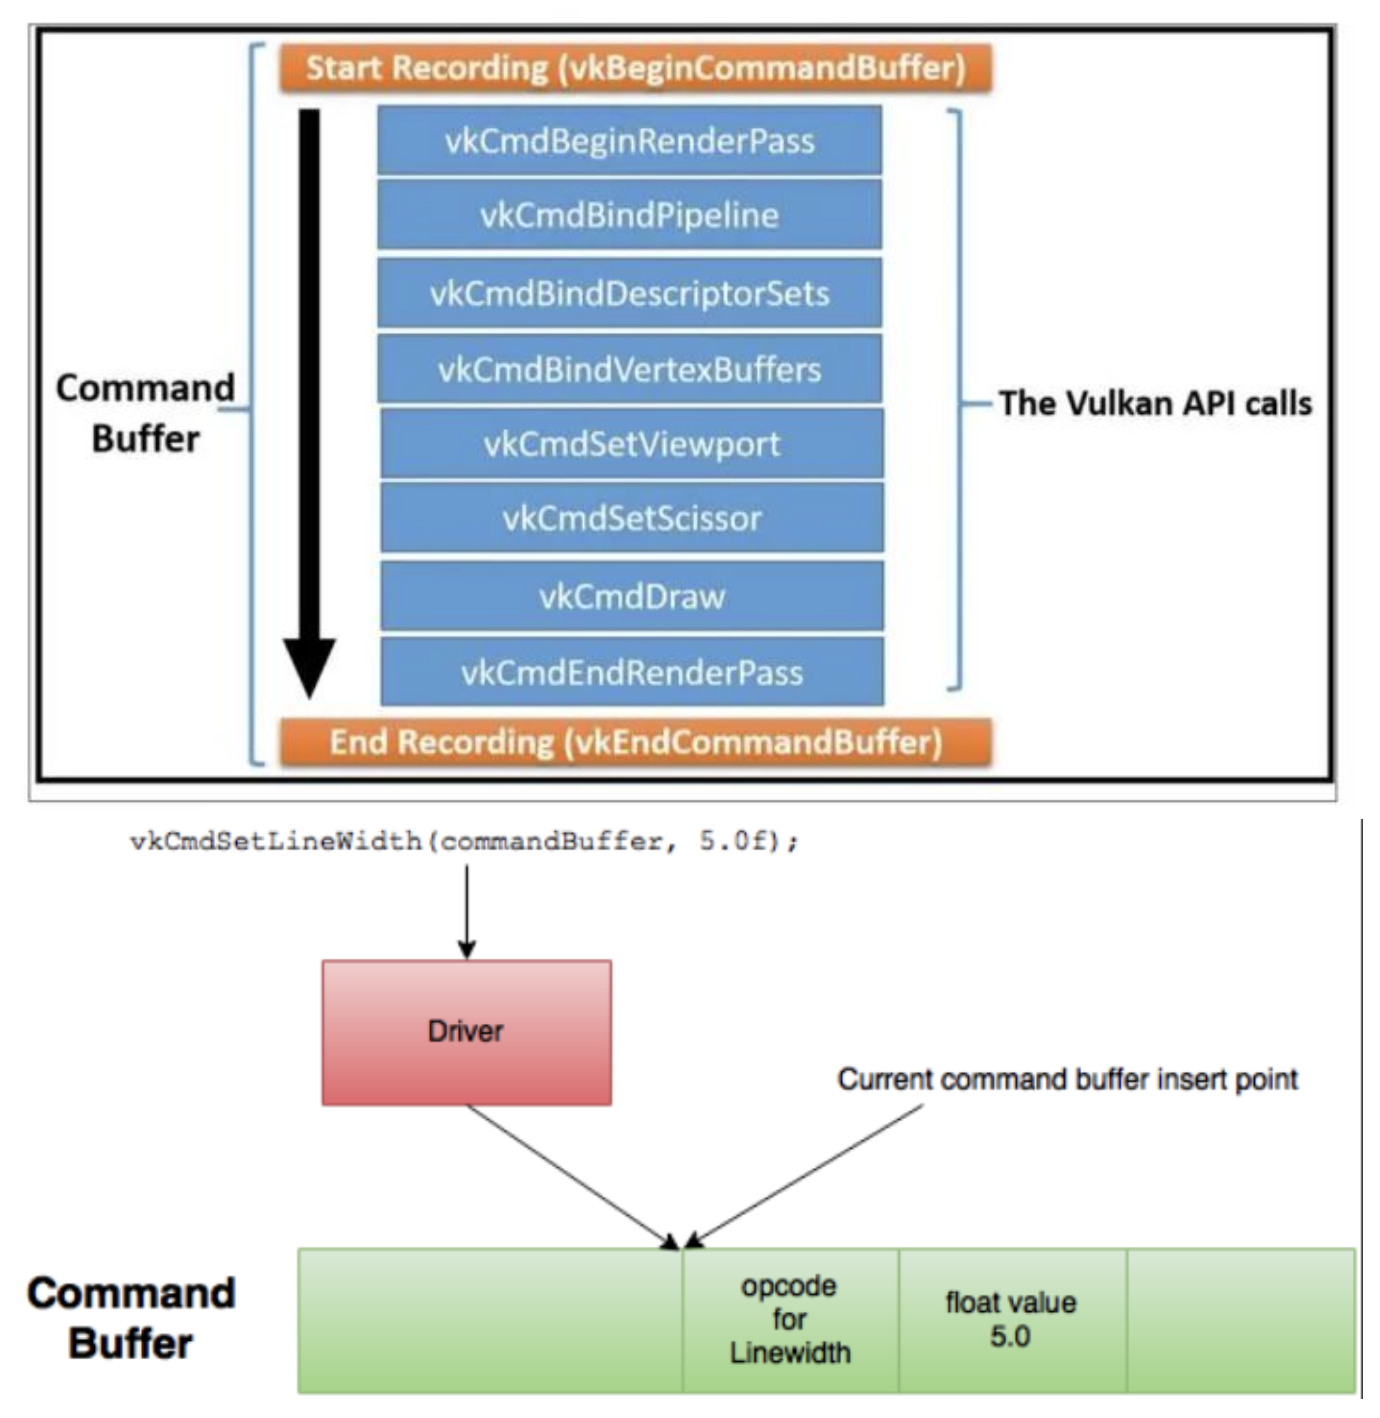 Start Recording (vkBeginCommandBuffer)
vkCmdBeginRenderPass
vkCmdBindPipeline
vkCmdBindDescriptorSets
vkCmdBindVertexBuffers
vkCmdSetViewport
vkCmdSetScissor
vkCmdDraw
vkCmdEndRenderPass
End Recording (vkEndCommandBuffer)
Command
Buffer
The Vulkan API calls
vkCmdSetLineWidth(commandBuffer, 5.0f);
Driver
Current command buffer insert point
Command
Buffer
opcode
for
Linewidth
float value
5.0